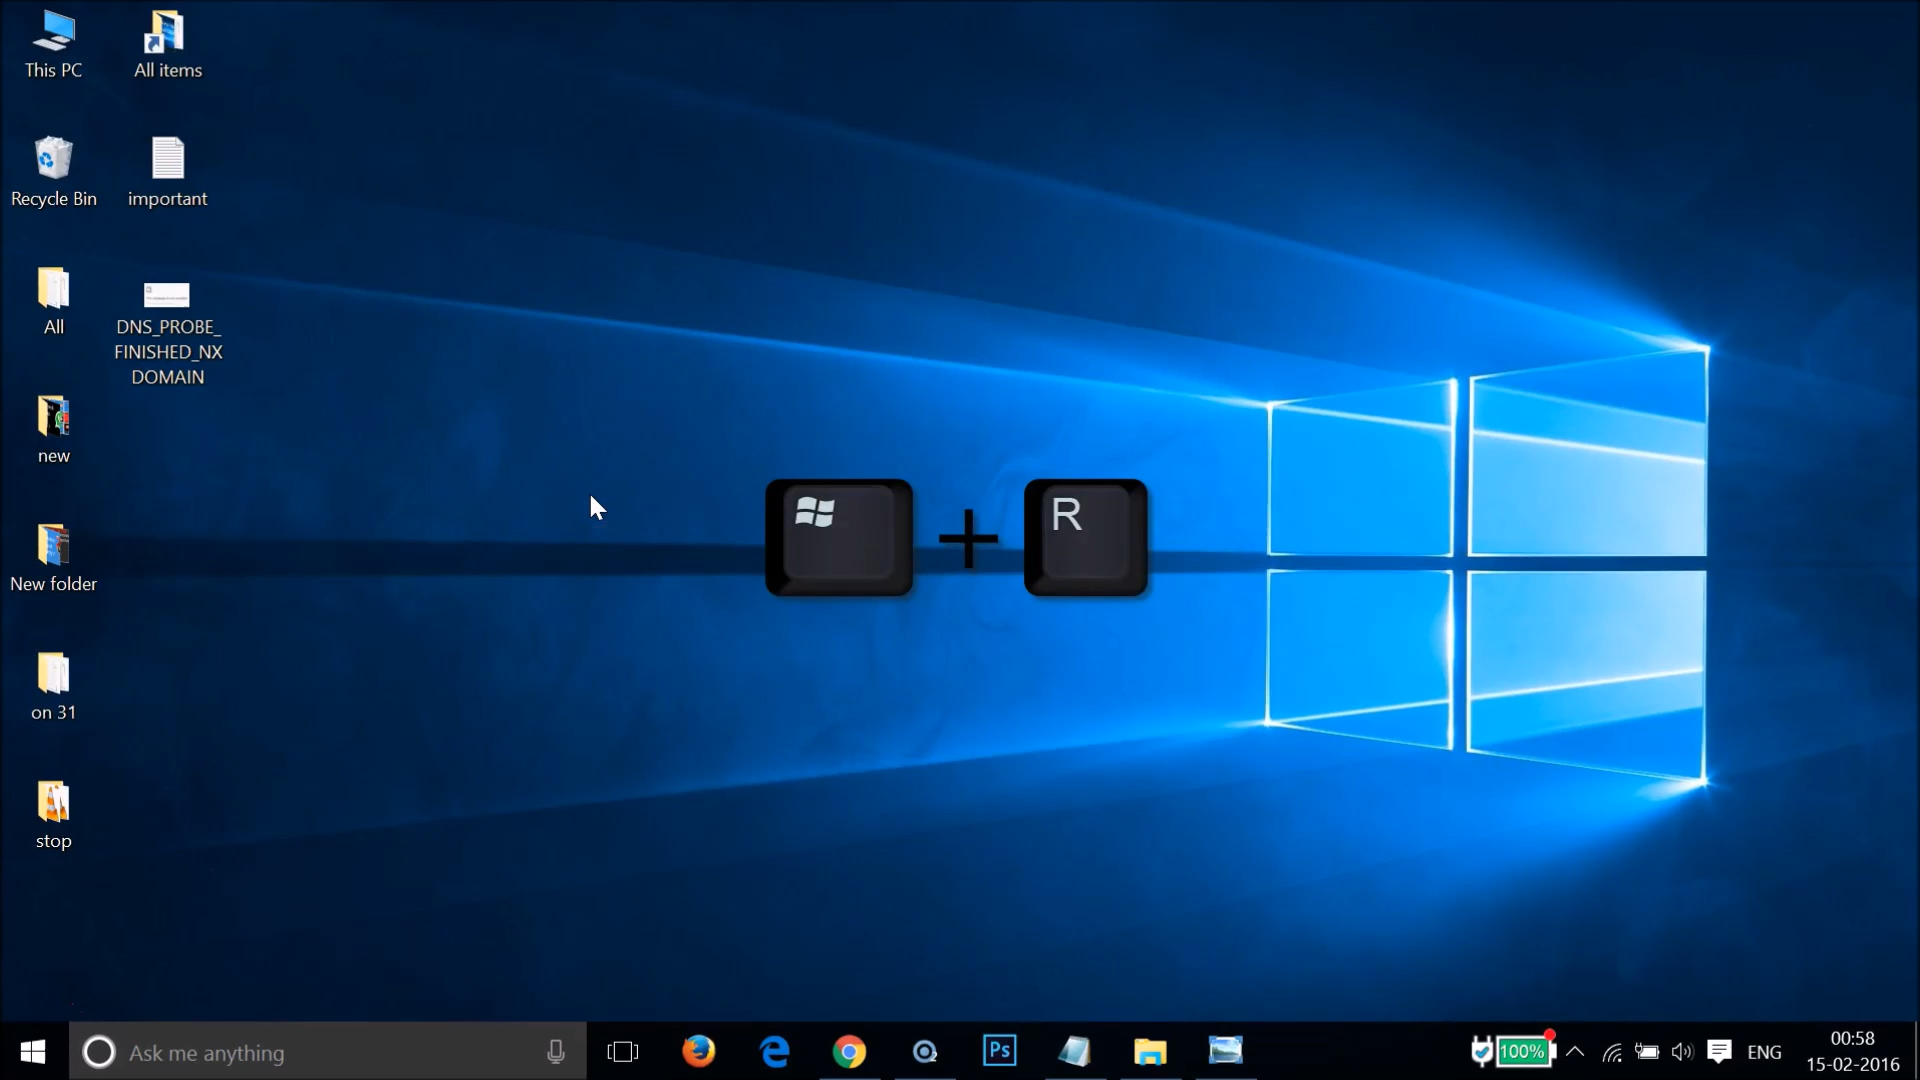 This PC
All items
Recycle Bin
important
All
DNS_PROBE_
FINISHED_NX
DOMAIN
new
New folder
on 31
stop
+
R
Ask me anything
Ps
100%
ENG
00:58
15-02-2016